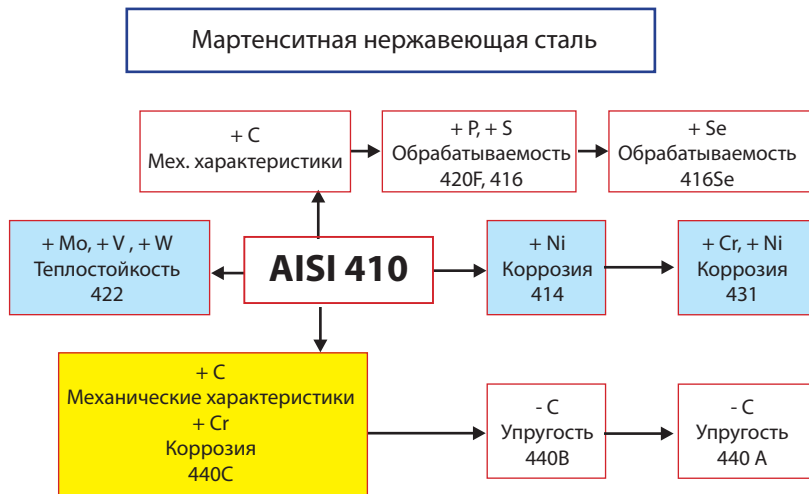 Мартенситная нержавеющая сталь
+ C
Мех. характеристики
+ P, + S
Обрабатываемость
420F, 416
+ Se
Обрабатываемость
416Se
+ Mo, + V , + W
Теплостойкость
422
AISI 410
+ Ni
Коррозия
414
+ Cr, + Ni
Коррозия
431
+ C
Механические характеристики
+ Cr
Коррозия
440C
- C
Упругость
440B
- C
Упругость
440 A